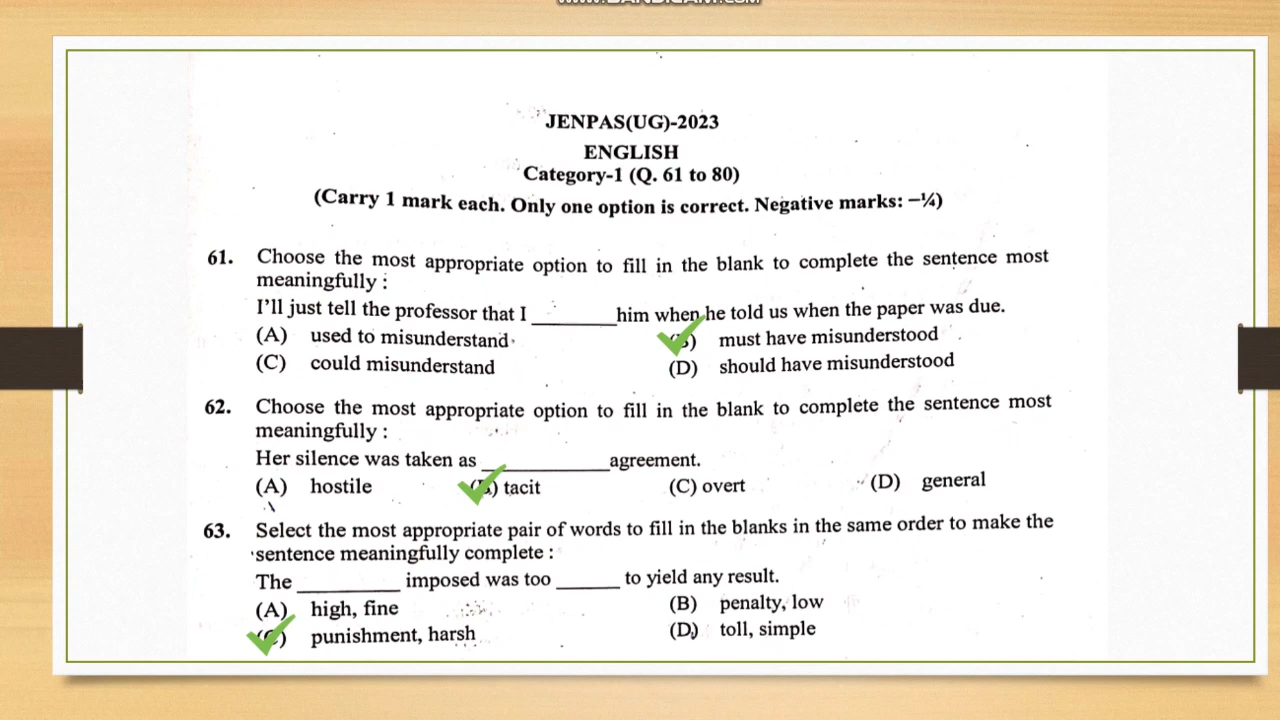 www.BANDICAM.com
JENPAS(UG)-2023
ENGLISH
Category-1 (Q. 61 to 80)
(Carry 1 mark each. Only one option is correct. Negative marks: –¼)
61. Choose the most appropriate option to fill in the blank to complete the sentence most
meaningfully :
I'll just tell the professor that I ________ him when he told us when the paper was due.
(A) used to misunderstand (B) must have misunderstood
(C) could misunderstand (D) should have misunderstood
62. Choose the most appropriate option to fill in the blank to complete the sentence most
meaningfully :
Her silence was taken as ____________ agreement.
(A) hostile (B) tacit (C) overt (D) general
63. Select the most appropriate pair of words to fill in the blanks in the same order to make the
sentence meaningfully complete :
The __________ imposed was too ______ to yield any result.
(A) high, fine (B) penalty, low
(C) punishment, harsh (D) toll, simple